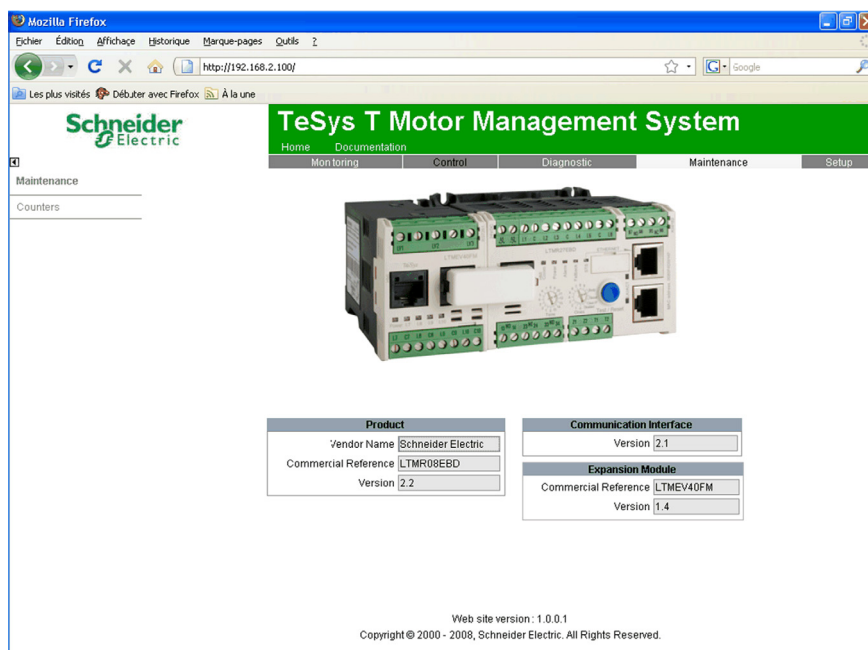 Mozilla Firefox
Fichier Édition Affichage Historique Marque-pages Outils ?
http://192.168.2.100/
Google
Les plus visités Débuter avec Firefox À la une
Schneider
Electric
TeSys T Motor Management System
Home Documentation
Monitoring Control Diagnostic Maintenance Setup
Maintenance
Counters
Product
Vendor Name Schneider Electric
Commercial Reference LTMR08EBD
Version 2.2
Communication Interface
Version 2.1
Expansion Module
Commercial Reference LTMEV40FM
Version 1.4
Web site version : 1.0.0.1
Copyright © 2000 - 2008, Schneider Electric. All Rights Reserved.